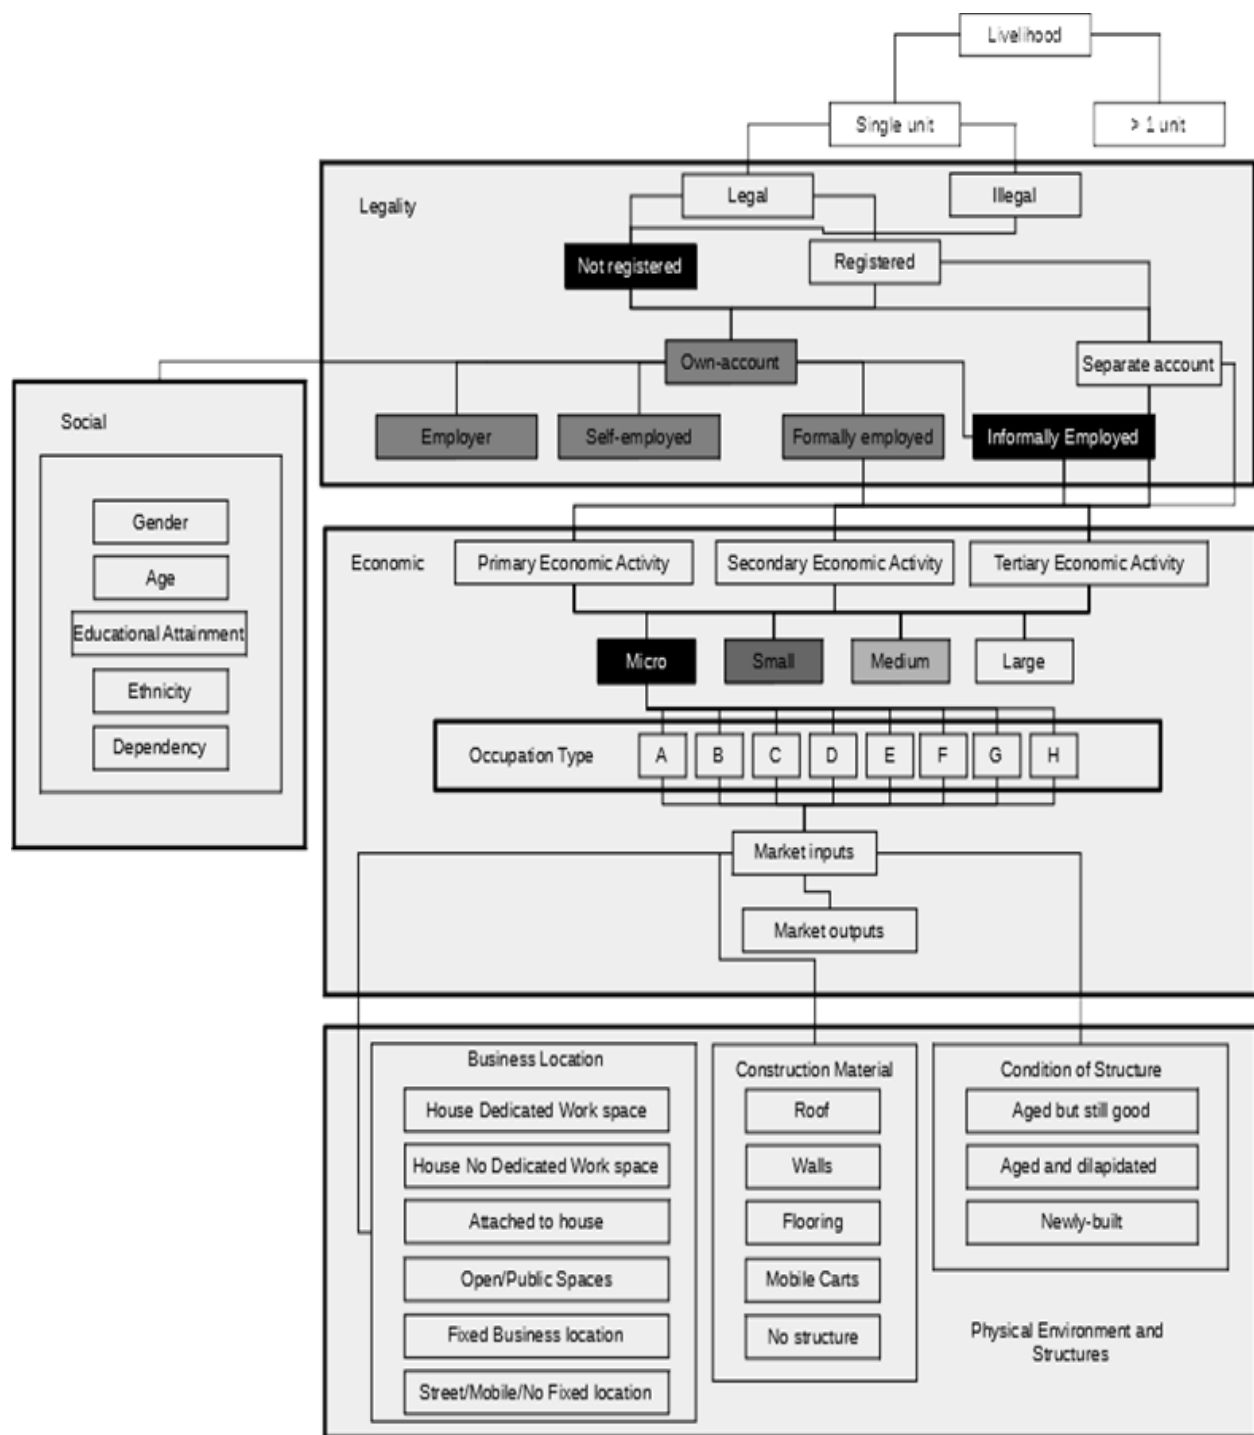 Livelihood
Single unit
> 1 unit
Legality
Legal
Illegal
Not registered
Registered
Own-account
Separate account
Employer
Self-employed
Formally employed
Informally Employed
Social
Gender
Age
Educational Attainment
Ethnicity
Dependency
Economic
Primary Economic Activity
Secondary Economic Activity
Tertiary Economic Activity
Micro
Small
Medium
Large
Occupation Type
A
B
C
D
E
F
G
H
Market inputs
Market outputs
Business Location
House Dedicated Work space
House No Dedicated Work space
Attached to house
Open/Public Spaces
Fixed Business location
Street/Mobile/No Fixed location
Construction Material
Roof
Walls
Flooring
Mobile Carts
No structure
Condition of Structure
Aged but still good
Aged and dilapidated
Newly-built
Physical Environment and
Structures